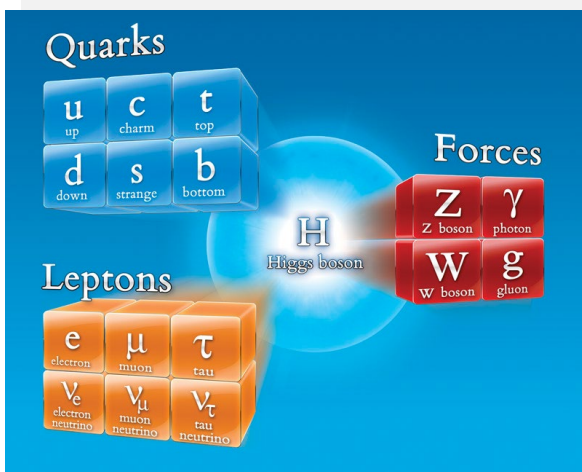 Quarks
u c t
up charm top
d s b
down strange bottom
Forces
Z γ
Z boson photon
W g
W boson gluon
H
Higgs boson
Leptons
e μ τ
electron muon tau
νe νμ ντ
electron neutrino muon neutrino tau neutrino